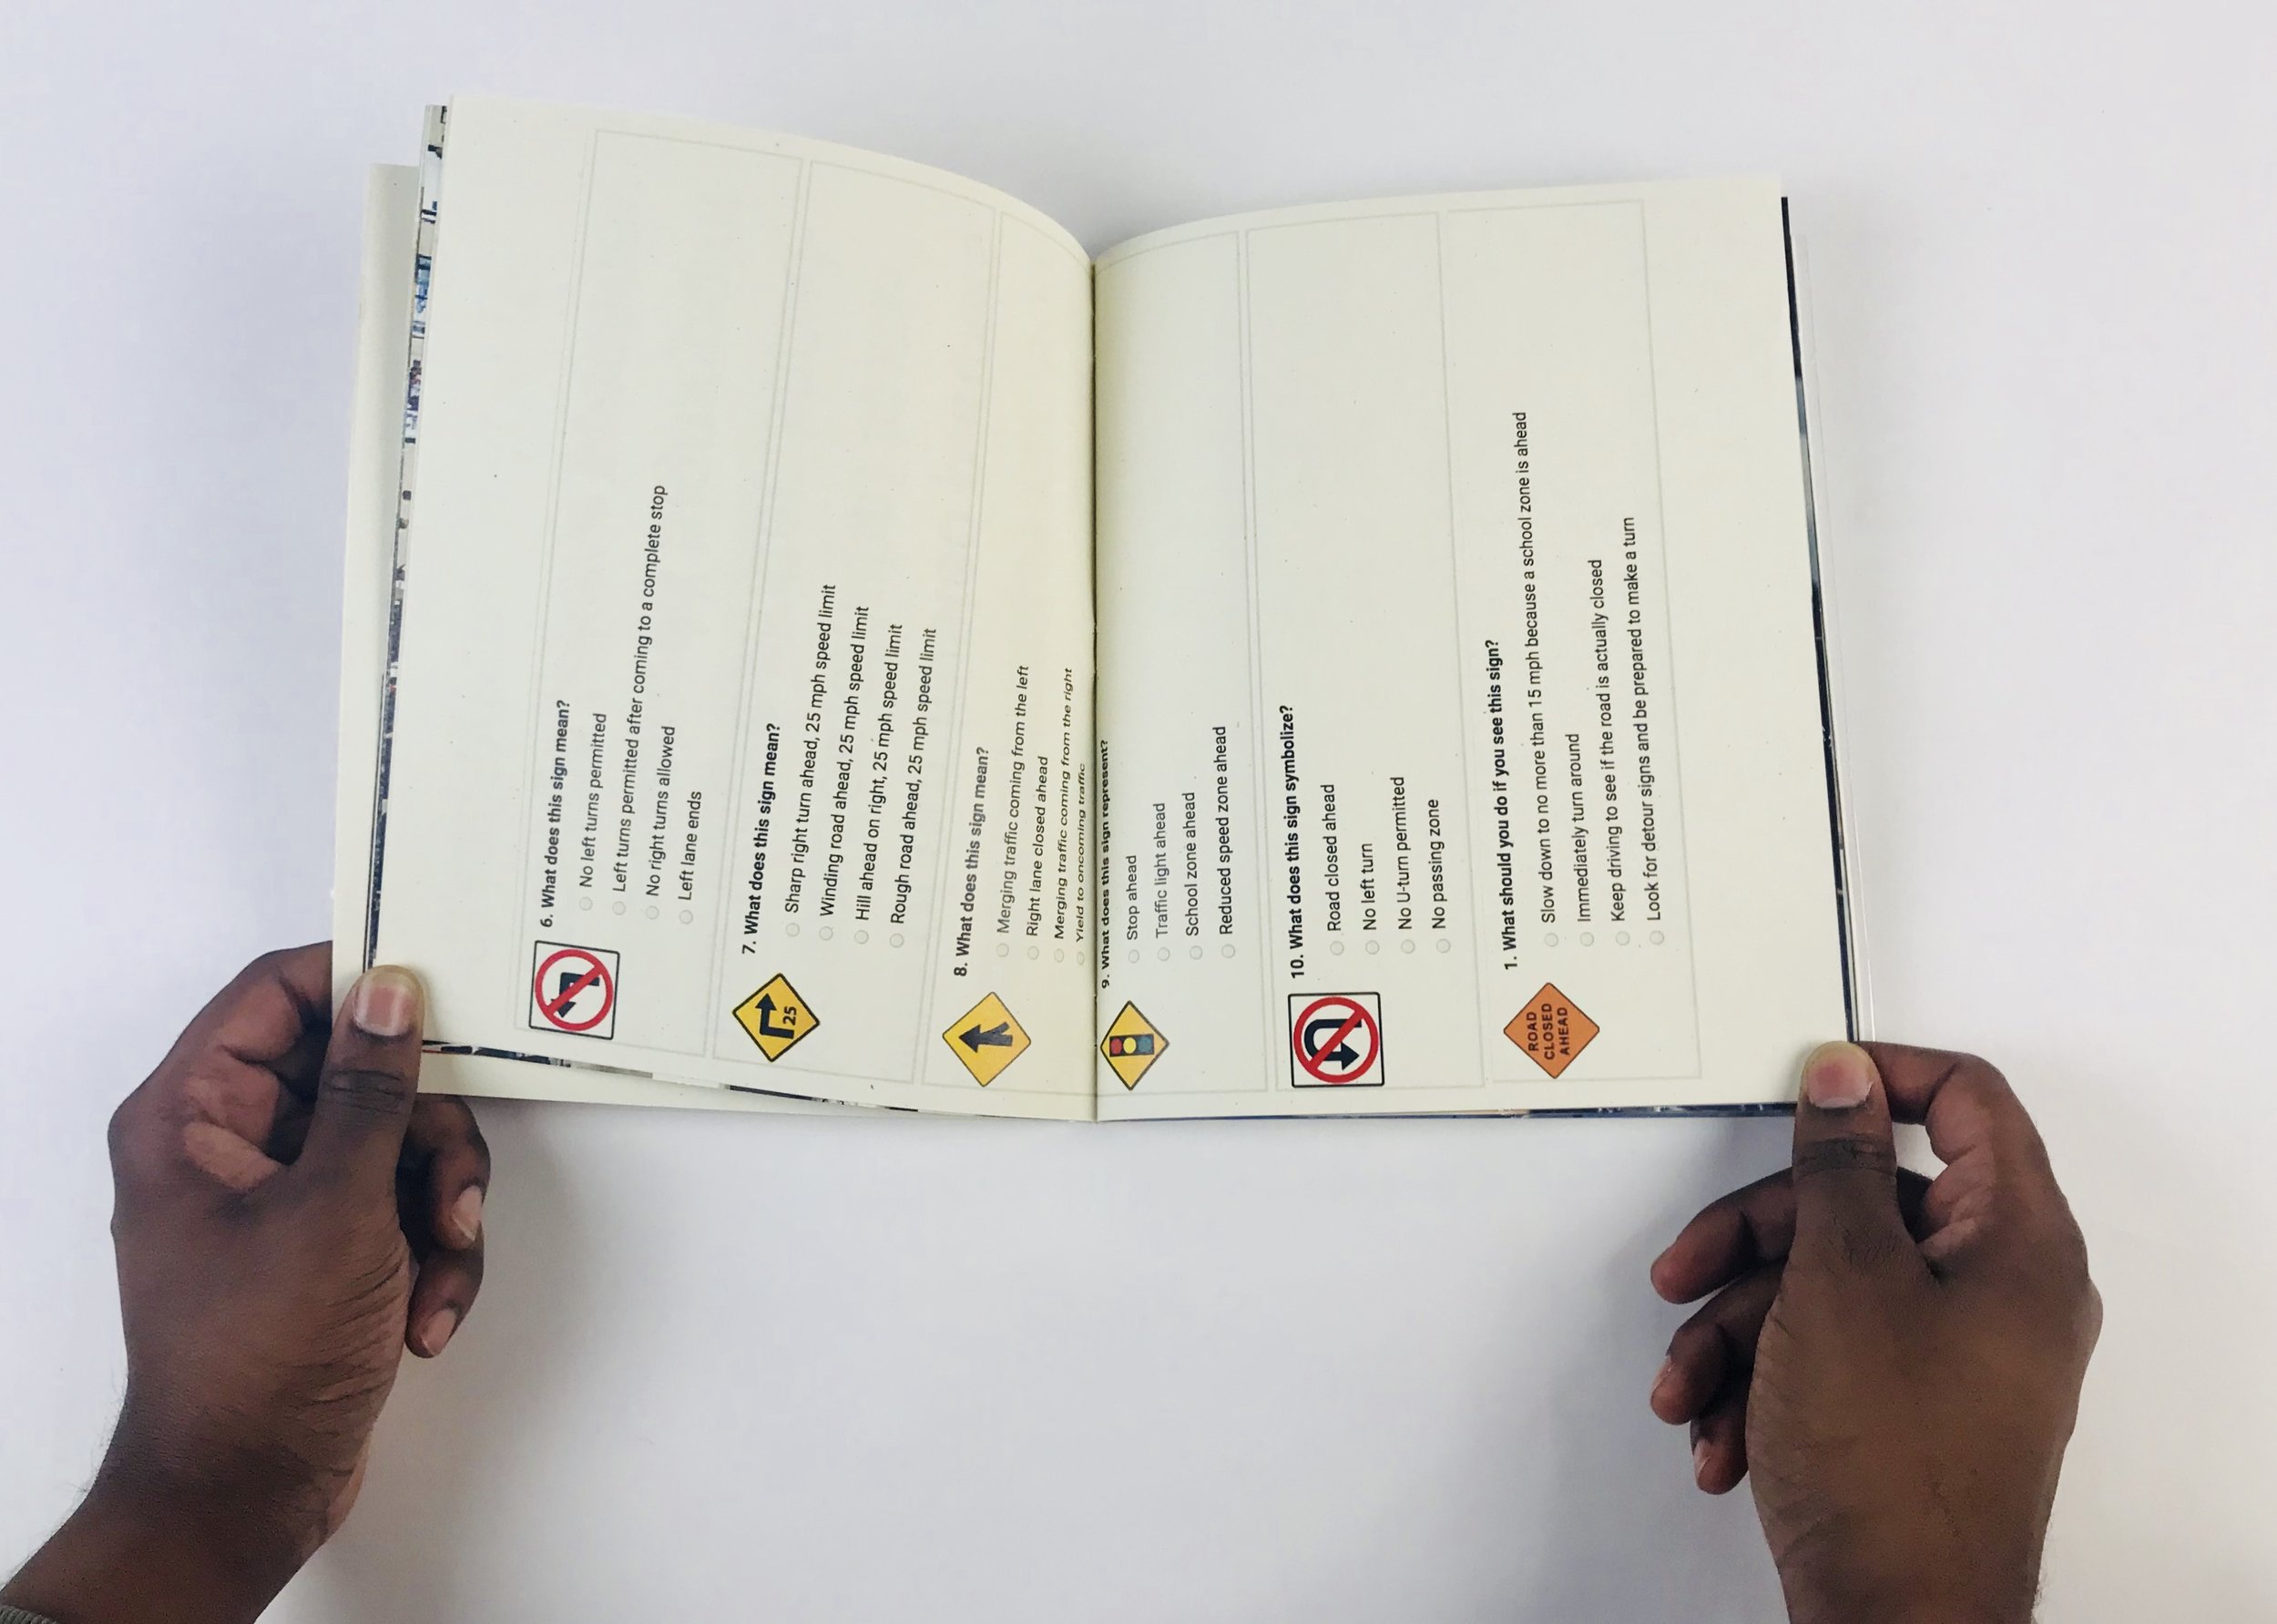 6. What does this sign mean?
No left turns permitted
Left turns permitted after coming to a complete stop
No right turns allowed
Left lane ends
25
7. What does this sign mean?
Sharp right turn ahead, 25 mph speed limit
Winding road ahead, 25 mph speed limit
Hill ahead on right, 25 mph speed limit
Rough road ahead, 25 mph speed limit
8. What does this sign mean?
Merging traffic coming from the left
Right lane closed ahead
Merging traffic coming from the right
Yield to oncoming traffic
9. What does this sign represent?
Stop ahead
Traffic light ahead
School zone ahead
Reduced speed zone ahead
10. What does this sign symbolize?
Road closed ahead
No left turn
No U-turn permitted
No passing zone
ROAD
CLOSED
AHEAD
1. What should you do if you see this sign?
Slow down to no more than 15 mph because a school zone is ahead
Immediately turn around
Keep driving to see if the road is actually closed
Look for detour signs and be prepared to make a turn